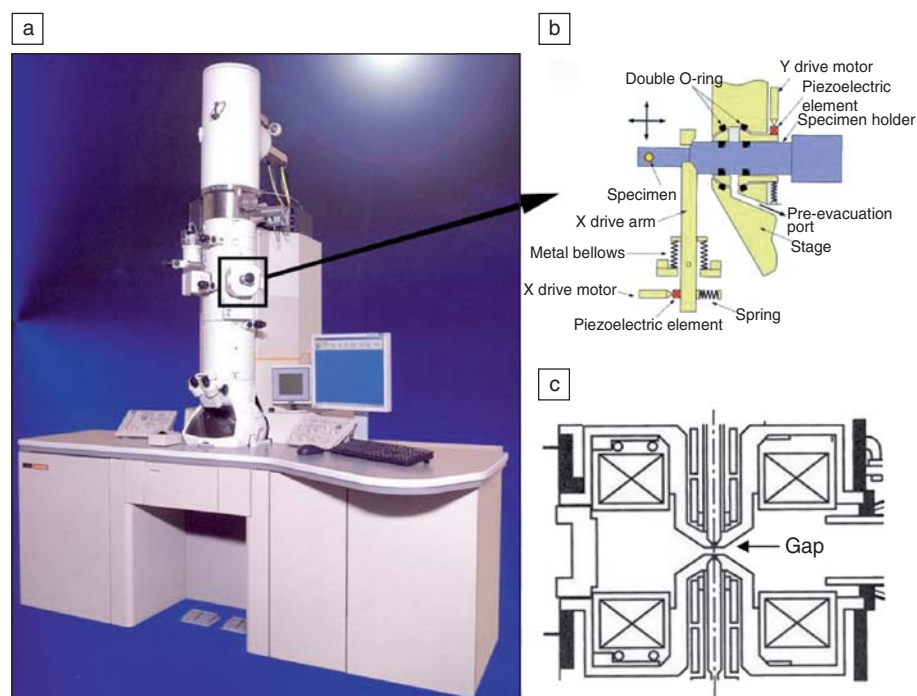 a
b
Double O-ring
Y drive motor
Piezoelectric
element
Specimen holder
Specimen
X drive arm
Pre-evacuation
port
Stage
Metal bellows
X drive motor
Piezoelectric element
Spring
c
Gap